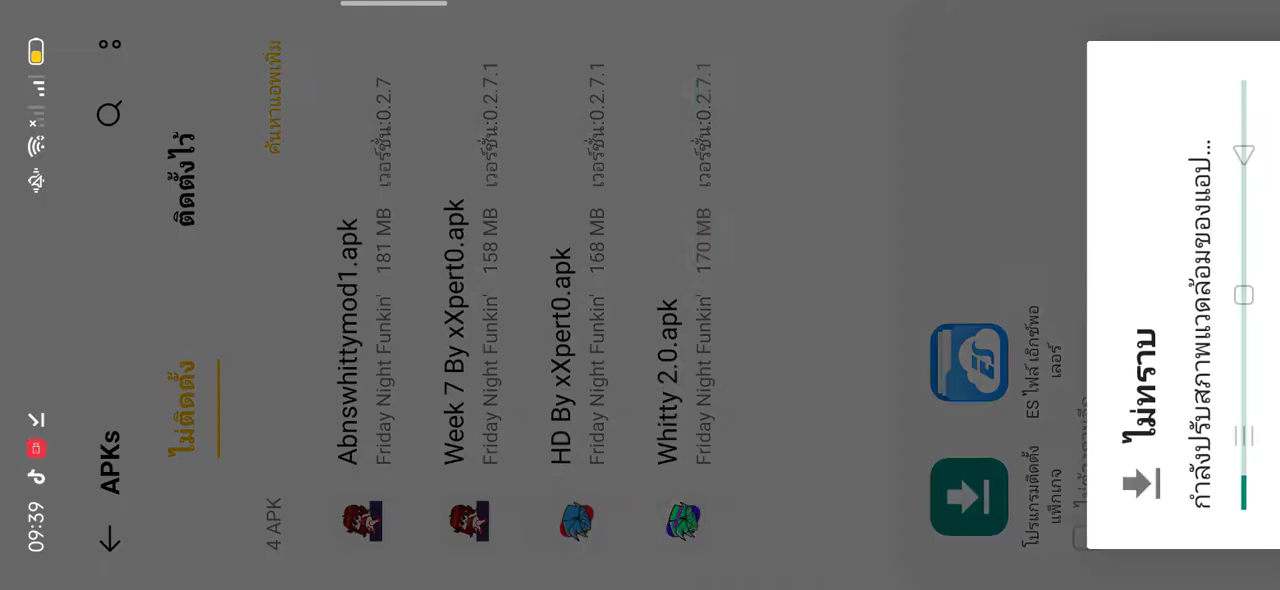 09:39
APKs
ไม่ติดตั้ง
ติดตั้งไว้
4 APK
ค้นหาแอพเพิ่ม
Abnswhittymod1.apk
Friday Night Funkin' 181 MB เวอร์ชั่น:0.2.7
Week 7 By xXpert0.apk
Friday Night Funkin' 158 MB เวอร์ชั่น:0.2.7.1
HD By xXpert0.apk
Friday Night Funkin' 168 MB เวอร์ชั่น:0.2.7.1
Whitty 2.0.apk
Friday Night Funkin' 170 MB เวอร์ชั่น:0.2.7.1
โปรแกรมติดตั้ง
แพ็กเกจ
ES ไฟล์ เอ็กซ์พอ
เลอร์
ไม่ทราบ
กำลังปรับสภาพแวดล้อมของแอป...